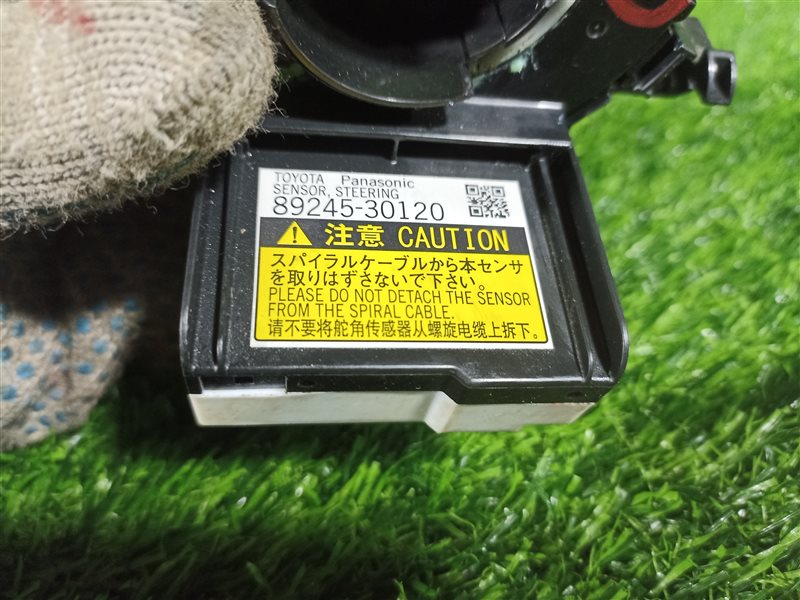 TOYOTA Panasonic
SENSOR, STEERING
89245-30120
注意 CAUTION
スパイラルケーブルから本センサ
を取りはずさないで下さい。
PLEASE DO NOT DETACH THE SENSOR
FROM THE SPIRAL CABLE.
请不要将舵角传感器从螺旋电缆上拆下。